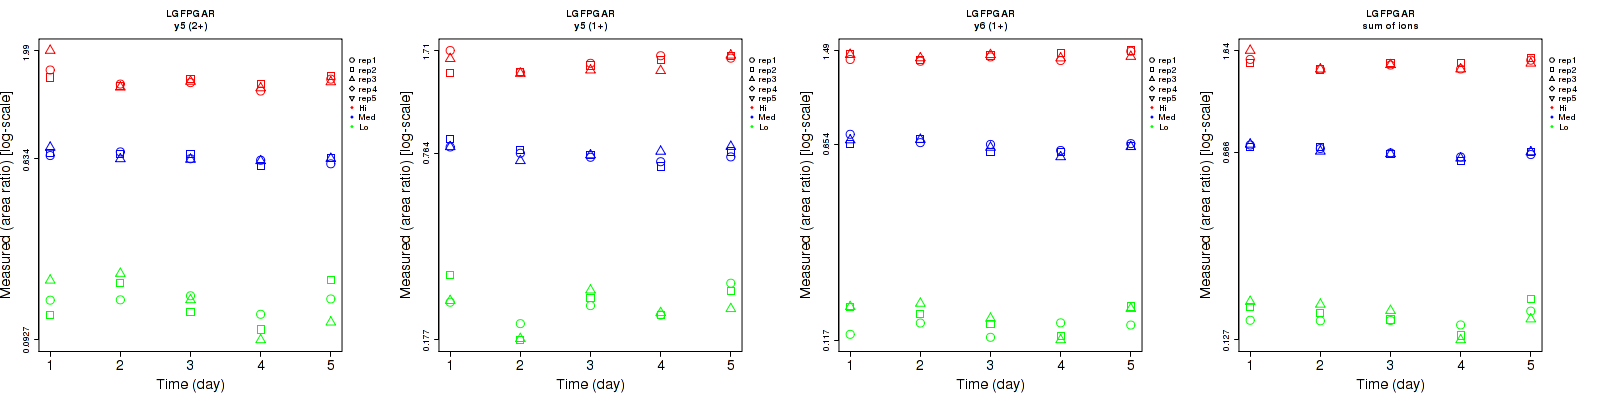 LGFPGAR
y5 (2+)
Measured (area ratio) [log-scale]
1.99
0.634
0.0927
1 2 3 4 5
Time (day)
rep1
rep2
rep3
rep4
rep5
Hi
Med
Lo
LGFPGAR
y5 (1+)
Measured (area ratio) [log-scale]
1.71
0.764
0.177
1 2 3 4 5
Time (day)
rep1
rep2
rep3
rep4
rep5
Hi
Med
Lo
LGFPGAR
y6 (1+)
Measured (area ratio) [log-scale]
1.49
0.654
0.117
1 2 3 4 5
Time (day)
rep1
rep2
rep3
rep4
rep5
Hi
Med
Lo
LGFPGAR
sum of ions
Measured (area ratio) [log-scale]
1.64
0.666
0.127
1 2 3 4 5
Time (day)
rep1
rep2
rep3
rep4
rep5
Hi
Med
Lo